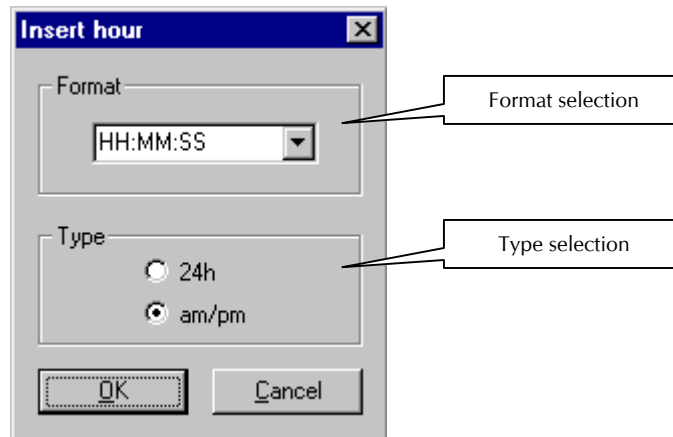 Insert hour
Format
Format selection
HH:MM:SS
Type
Type selection
24h
am/pm
OK
Cancel